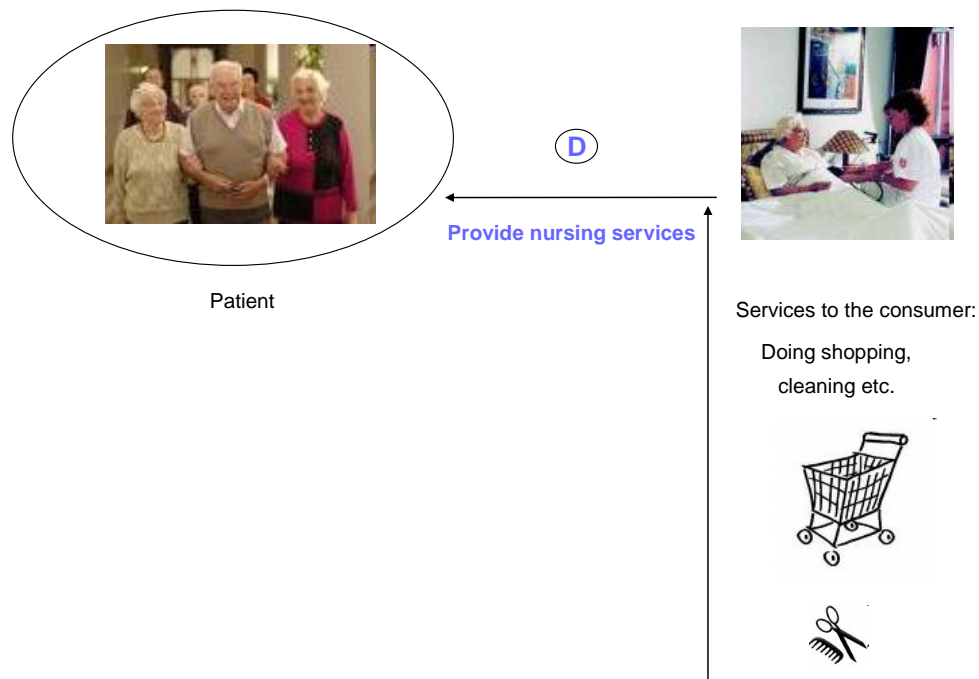 D
Provide nursing services
Patient
Services to the consumer:
Doing shopping,
cleaning etc.